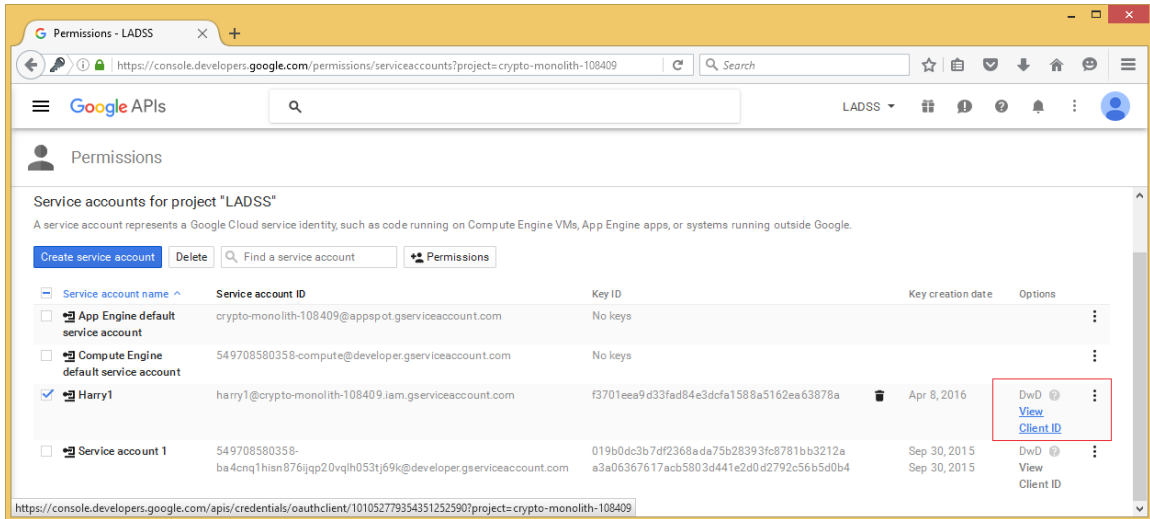 Permissions - LADSS
https://console.developers.google.com/permissions/serviceaccounts?project=crypto-monolith-108409
Search
Google APIs
LADSS
Permissions
Service accounts for project "LADSS"
A service account represents a Google Cloud service identity, such as code running on Compute Engine VMs, App Engine apps, or systems running outside Google.
Create service account Delete Find a service account Permissions
Service account name Service account ID Key ID Key creation date Options
App Engine default crypto-monolith-108409@appspot.gserviceaccount.com No keys
service account
Compute Engine 549708580358-compute@developer.gserviceaccount.com No keys
default service account
Harry1 harry1@crypto-monolith-108409.iam.gserviceaccount.com f3701eea9d33fad84e3dcfa1588a5162ea63878a Apr 8, 2016 DwD
View
Client ID
Service account 1 549708580358- 019b0dc3b7df2368ada75b28393fc8781bb3212a Sep 30, 2015 DwD
ba4cnq1hisn876ijqp20vqlh053tj69k@developer.gserviceaccount.com a3a06367617acb5803d441e2d0d2792c56b5d0b4 Sep 30, 2015 View
Client ID
https://console.developers.google.com/apis/credentials/oauthclient/101052779354351252590?project=crypto-monolith-108409